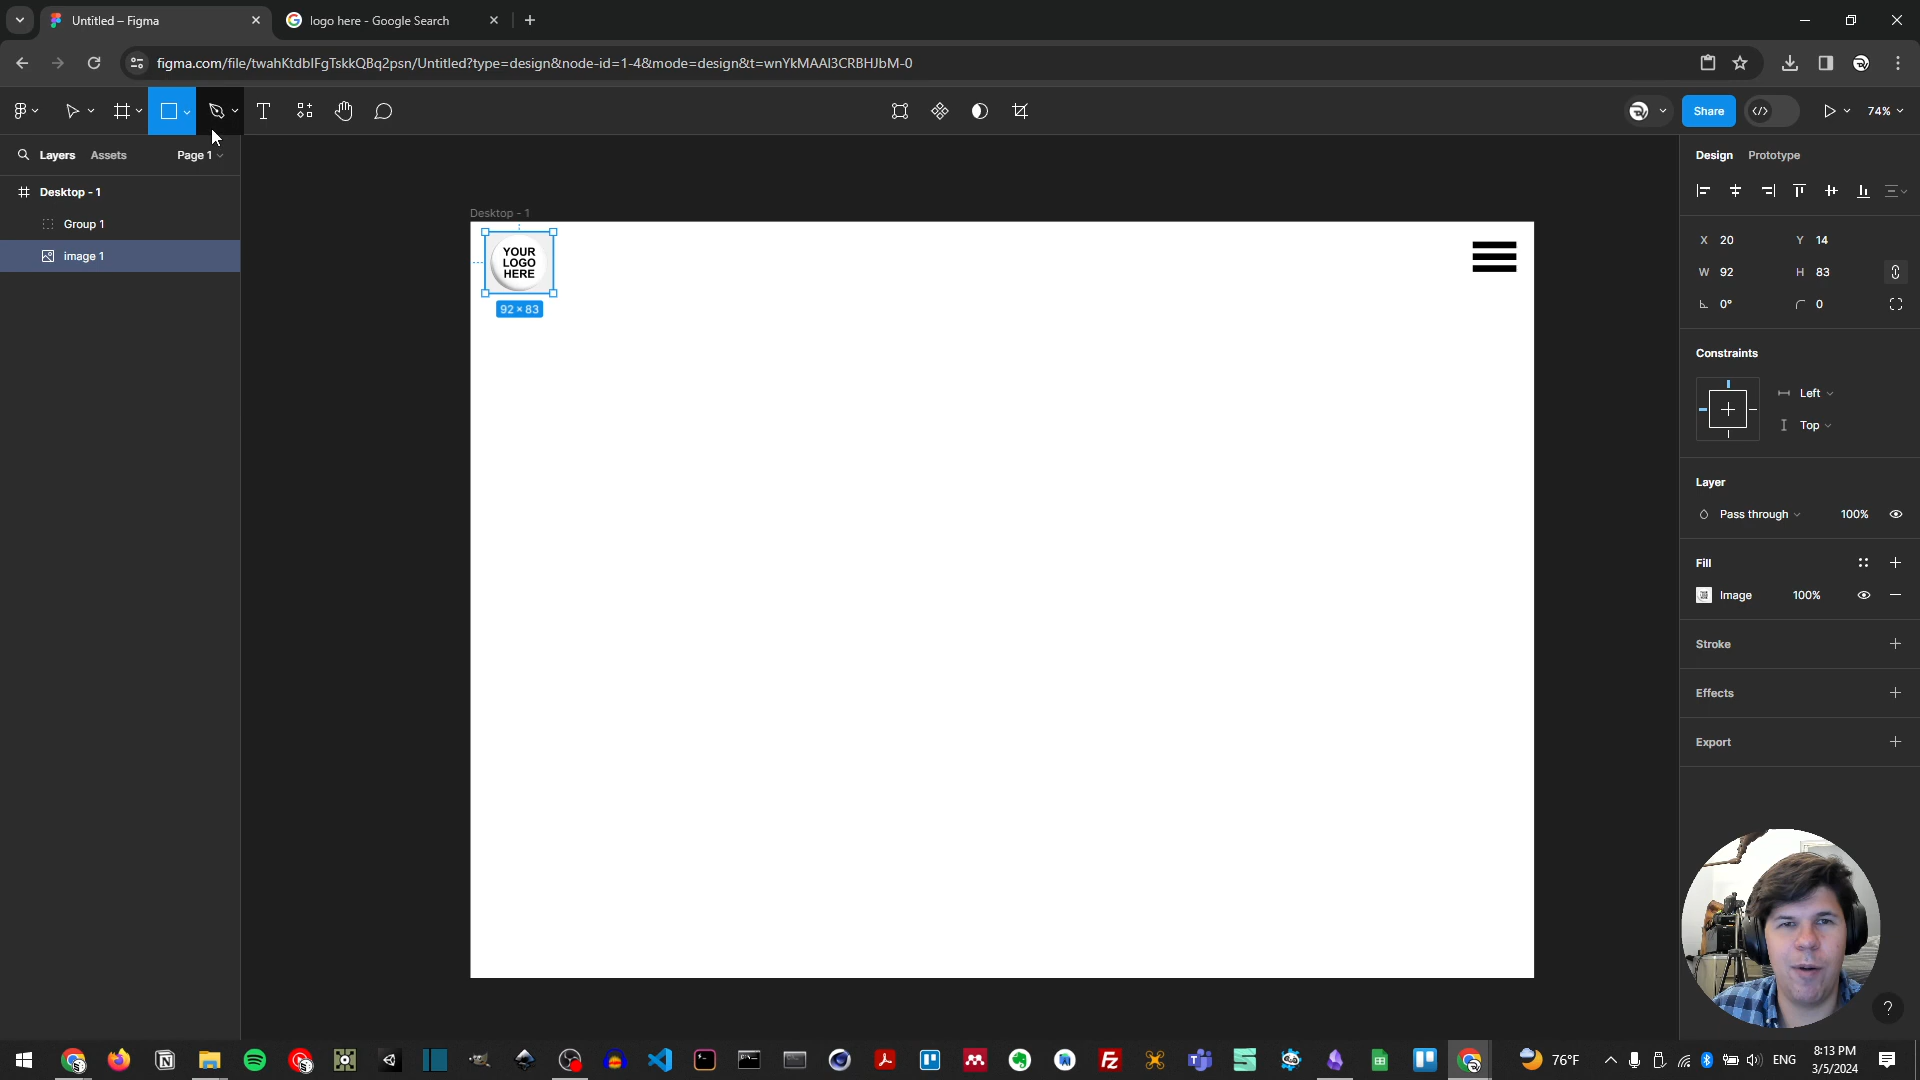 Untitled – Figma
logo here - Google Search
figma.com/file/twahKtdbIFgTskkQBq2psn/Untitled?type=design&node-id=1-4&mode=design&t=wnYkMAAI3CRBHJbM-0
Share
74%
Layers
Assets
Page 1
Design
Prototype
Desktop - 1
Group 1
image 1
Desktop - 1
YOUR
LOGO
HERE
92 × 83
X 20
Y 14
W 92
H 83
0°
0
Constraints
Left
Top
Layer
Pass through
100%
Fill
Image
100%
Stroke
Effects
Export
?
76°F
ENG
8:13 PM
3/5/2024